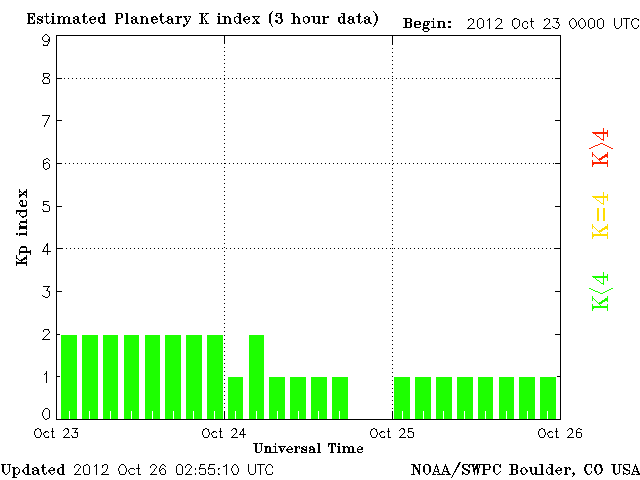 Estimated Planetary K index (3 hour data)
Begin: 2012 Oct 23 0000 UTC
9
8
7
6
5
4
3
2
1
0
Kp index
K>4
K=4
K<4
Oct 23
Oct 24
Oct 25
Oct 26
Universal Time
Updated 2012 Oct 26 02:55:10 UTC
NOAA/SWPC Boulder, CO USA